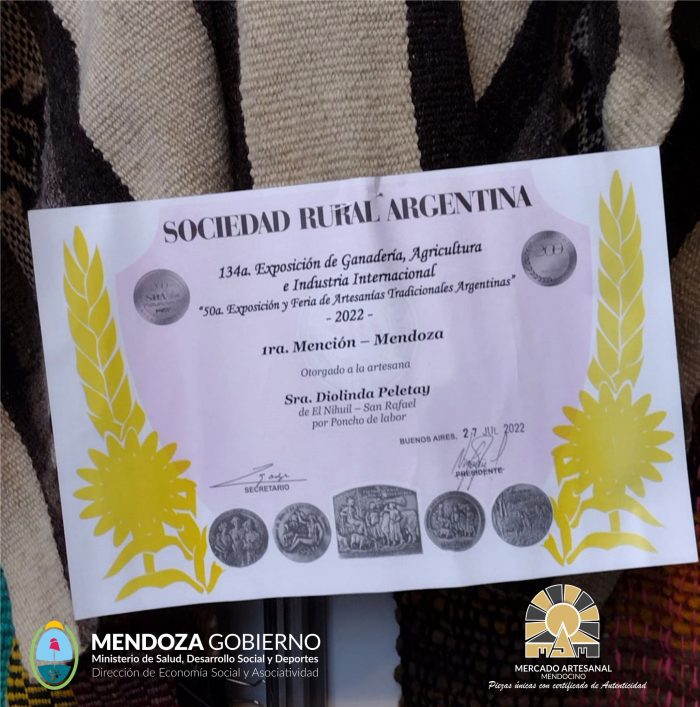 SOCIEDAD RURAL ARGENTINA
134a. Exposición de Ganadería, Agricultura
e Industria Internacional
"50a. Exposición y Feria de Artesanías Tradicionales Argentinas"
- 2022 -
1ra. Mención – Mendoza
Otorgado a la artesana
Sra. Diolinda Peletay
de El Nihuil – San Rafael
por Poncho de labor
BUENOS AIRES, 27 JUL 2022
SECRETARIO
PRESIDENTE
MENDOZA GOBIERNO
Ministerio de Salud, Desarrollo Social y Deportes
Dirección de Economía Social y Asociatividad
MAM
MERCADO ARTESANAL
MENDOCINO
Piezas únicas con certificado de Autenticidad